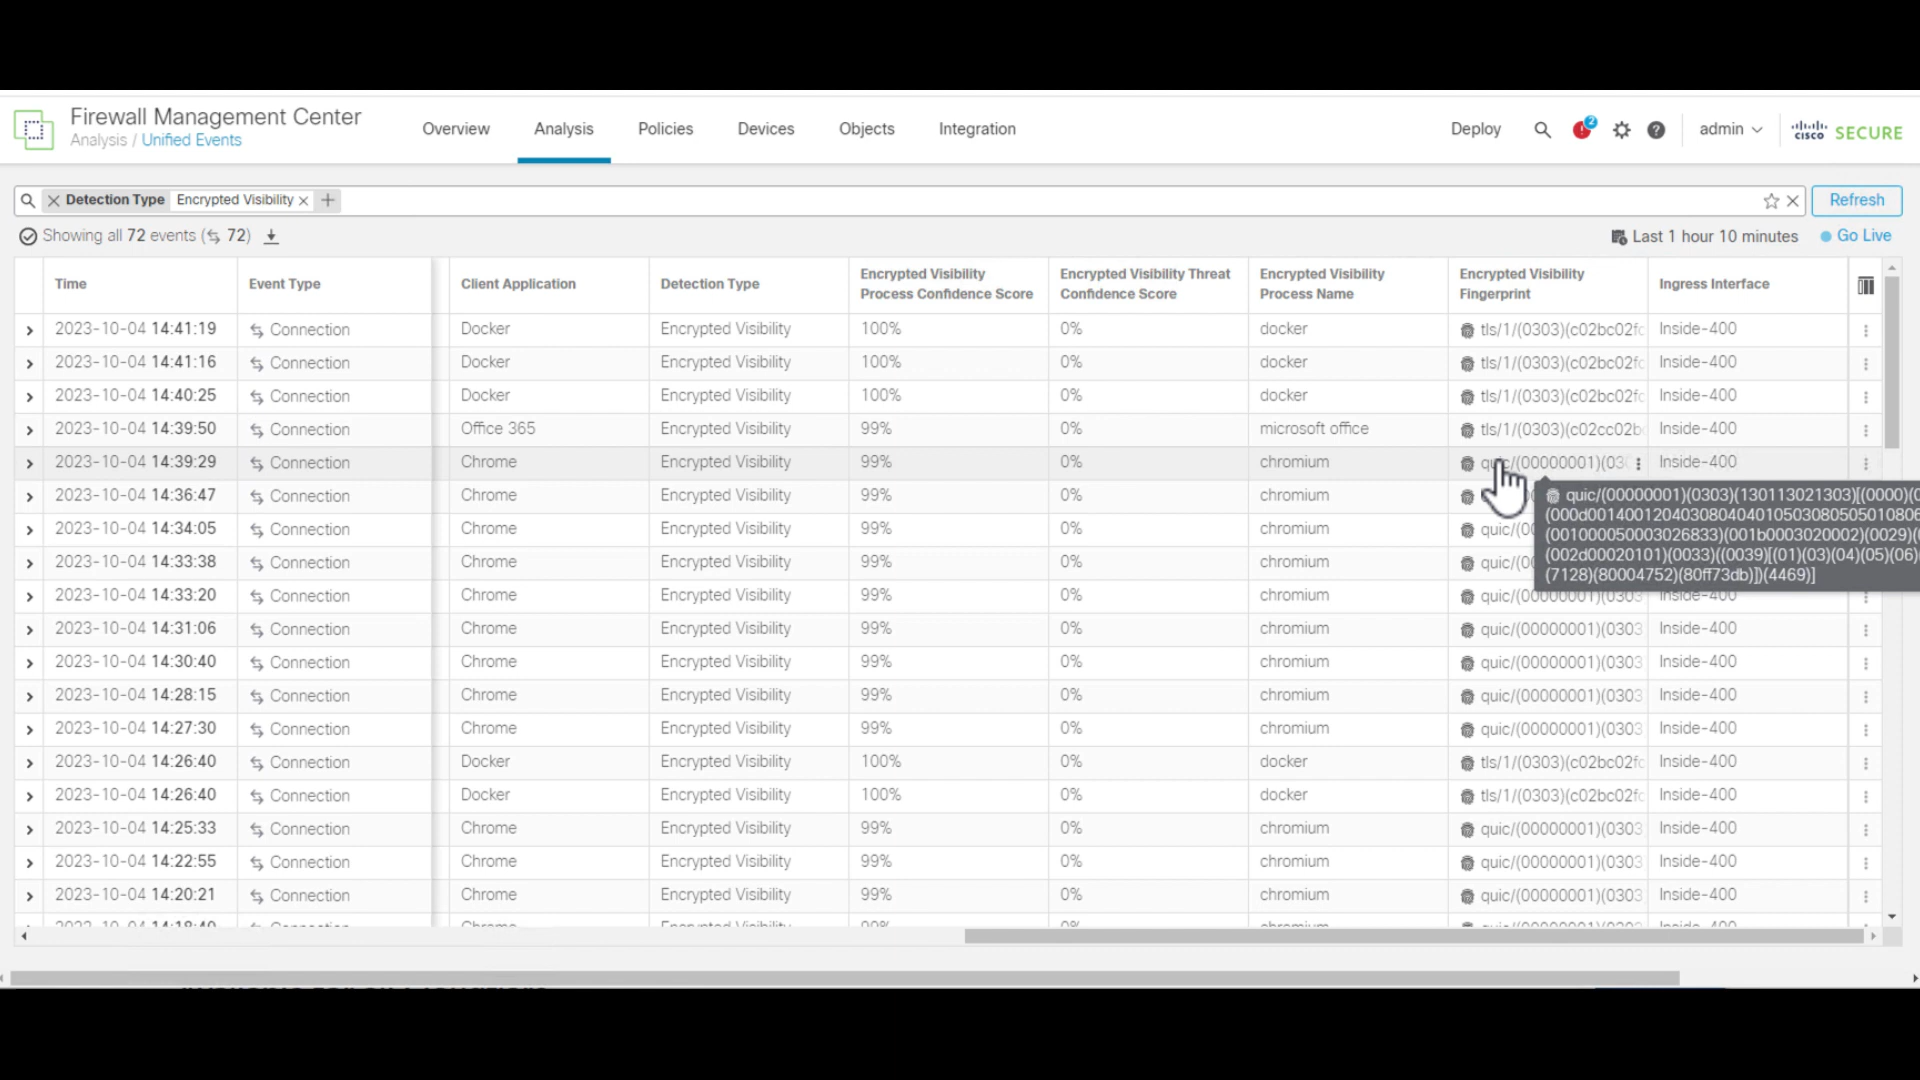 Firewall Management Center
Analysis / Unified Events
Overview Analysis Policies Devices Objects Integration
Deploy 2 admin cisco SECURE
Detection Type Encrypted Visibility
Refresh
Showing all 72 events (72)
Last 1 hour 10 minutes Go Live
Time Event Type Client Application Detection Type Encrypted Visibility Process Confidence Score Encrypted Visibility Threat Confidence Score Encrypted Visibility Process Name Encrypted Visibility Fingerprint Ingress Interface
2023-10-04 14:41:19 Connection Docker Encrypted Visibility 100% 0% docker tls/1/(0303)(c02bc02fc Inside-400
2023-10-04 14:41:16 Connection Docker Encrypted Visibility 100% 0% docker tls/1/(0303)(c02bc02fc Inside-400
2023-10-04 14:40:25 Connection Docker Encrypted Visibility 100% 0% docker tls/1/(0303)(c02bc02fc Inside-400
2023-10-04 14:39:50 Connection Office 365 Encrypted Visibility 99% 0% microsoft office tls/1/(0303)(c02cc02bc Inside-400
2023-10-04 14:39:29 Connection Chrome Encrypted Visibility 99% 0% chromium quic/(00000001)(030 Inside-400
2023-10-04 14:36:47 Connection Chrome Encrypted Visibility 99% 0% chromium
quic/(00000001)(0303)(130113021303)[(0000)(0
(000d001400120403080404010503080505010806
(001000050003026833)(001b0003020002)(0029)(
(002d00020101)(0033)((0039)[(01)(03)(04)(05)(06)
(7128)(80004752)(80ff73db)])(4469)]
2023-10-04 14:34:05 Connection Chrome Encrypted Visibility 99% 0% chromium quic/(00
2023-10-04 14:33:38 Connection Chrome Encrypted Visibility 99% 0% chromium quic/(00
2023-10-04 14:33:20 Connection Chrome Encrypted Visibility 99% 0% chromium quic/(00000001)(0303 Inside-400
2023-10-04 14:31:06 Connection Chrome Encrypted Visibility 99% 0% chromium quic/(00000001)(0303 Inside-400
2023-10-04 14:30:40 Connection Chrome Encrypted Visibility 99% 0% chromium quic/(00000001)(0303 Inside-400
2023-10-04 14:28:15 Connection Chrome Encrypted Visibility 99% 0% chromium quic/(00000001)(0303 Inside-400
2023-10-04 14:27:30 Connection Chrome Encrypted Visibility 99% 0% chromium quic/(00000001)(0303 Inside-400
2023-10-04 14:26:40 Connection Docker Encrypted Visibility 100% 0% docker tls/1/(0303)(c02bc02fc Inside-400
2023-10-04 14:26:40 Connection Docker Encrypted Visibility 100% 0% docker tls/1/(0303)(c02bc02fc Inside-400
2023-10-04 14:25:33 Connection Chrome Encrypted Visibility 99% 0% chromium quic/(00000001)(0303 Inside-400
2023-10-04 14:22:55 Connection Chrome Encrypted Visibility 99% 0% chromium quic/(00000001)(0303 Inside-400
2023-10-04 14:20:21 Connection Chrome Encrypted Visibility 99% 0% chromium quic/(00000001)(0303 Inside-400